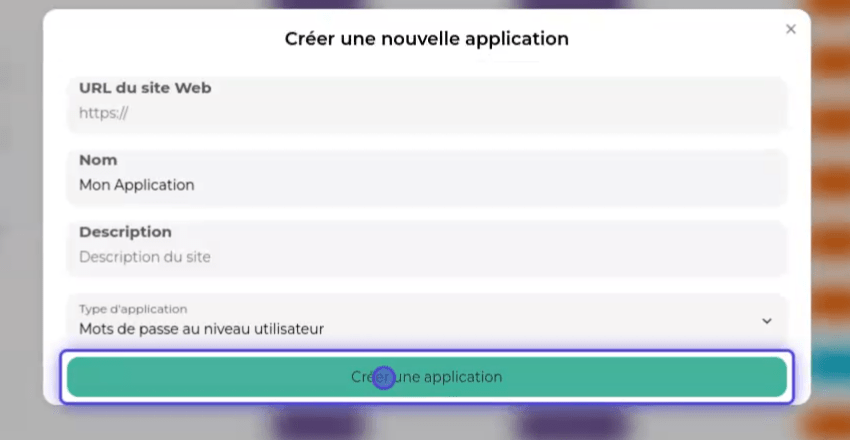 Créer une nouvelle application
URL du site Web
https://
Nom
Mon Application
Description
Description du site
Type d'application
Mots de passe au niveau utilisateur
Créer une application